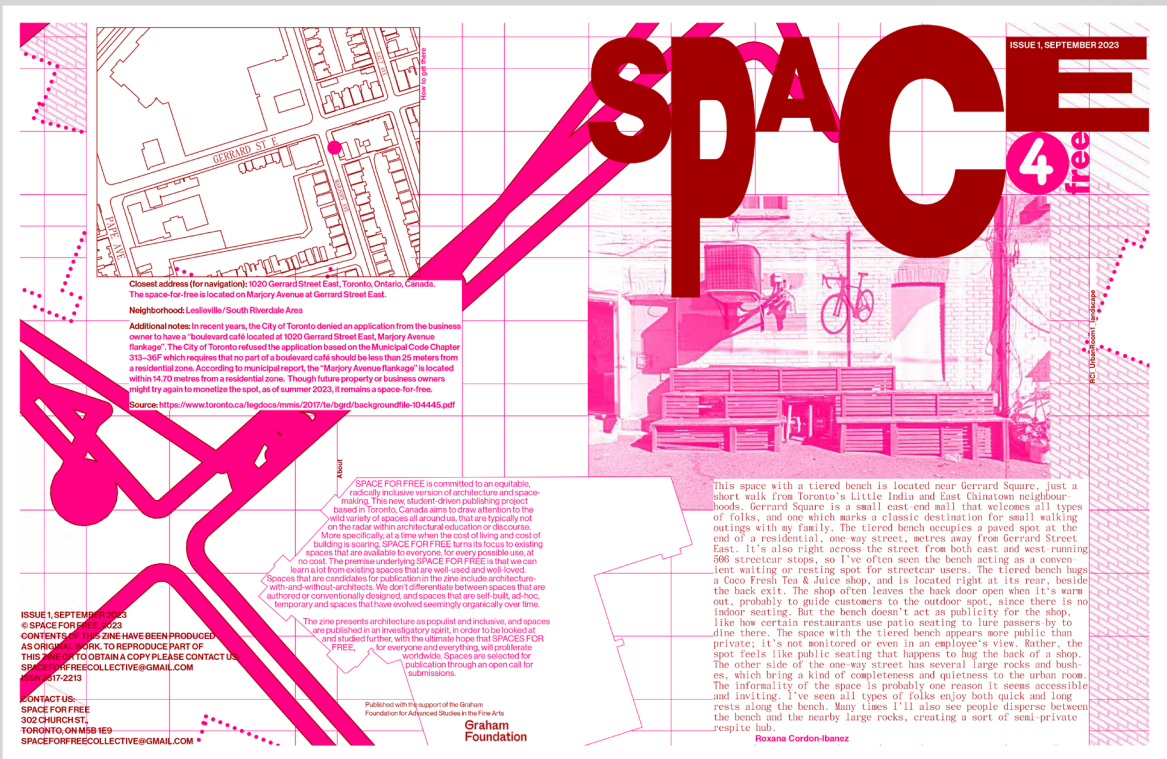 How to get there
GERRARD ST E
PAPE AVE
Closest address (for navigation): 1020 Gerrard Street East, Toronto, Ontario, Canada.
The space-for-free is located on Marjory Avenue at Gerrard Street East.
Neighborhood: Leslieville/South Riverdale Area
Additional notes: In recent years, the City of Toronto denied an application from the business
owner to have a "boulevard café located at 1020 Gerrard Street East, Marjory Avenue
flankage". The City of Toronto refused the application based on the Municipal Code Chapter
313–36F which requires that no part of a boulevard café should be less than 25 meters from
a residential zone. According to municipal report, the "Marjory Avenue flankage" is located
within 14.70 metres from a residential zone. Though future property or business owners
might try again to monetize the spot, as of summer 2023, it remains a space-for-free.
Source: https://www.toronto.ca/legdocs/mmis/2017/te/bgrd/backgroundfile-104445.pdf
About
SPACE FOR FREE is committed to an equitable,
radically inclusive version of architecture and space-
making. This new, student-driven publishing project
based in Toronto, Canada aims to draw attention to the
wild variety of spaces all around us, that are typically not
on the radar within architectural education or discourse.
More specifically, at a time when the cost of living and cost of
building is soaring, SPACE FOR FREE turns its focus to existing
spaces that are available to everyone, for every possible use, at
no cost. The premise underlying SPACE FOR FREE is that we can
learn a lot from existing spaces that are well-used and well-loved.
Spaces that are candidates for publication in the zine include architecture-
with-and-without-architects. We don't differentiate between spaces that are
authored or conventionally designed, and spaces that are self-built, ad-hoc,
temporary and spaces that have evolved seemingly organically over time.
The zine presents architecture as populist and inclusive, and spaces
are published in an investigatory spirit, in order to be looked at
and studied further, with the ultimate hope that SPACES FOR
FREE, for everyone and everything, will proliferate
worldwide. Spaces are selected for
publication through an open call for
submissions.
ISSUE 1, SEPTEMBER 2023
© SPACE FOR FREE, 2023
CONTENTS OF THIS ZINE HAVE BEEN PRODUCED
AS ORIGINAL WORK. TO REPRODUCE PART OF
THIS ZINE OR TO OBTAIN A COPY PLEASE CONTACT US:
SPACEFORFREECOLLECTIVE@GMAIL.COM
ISSN 2817-2213
CONTACT US:
SPACE FOR FREE
302 CHURCH ST.,
TORONTO, ON M5B 1E9
SPACEFORFREECOLLECTIVE@GMAIL.COM
Published with the support of the Graham
Foundation for Advanced Studies in the Fine Arts
Graham
Foundation
SpACE
ISSUE 1, SEPTEMBER 2023
4
free
RCI_UrbanRoom1_landscape
This space with a tiered bench is located near Gerrard Square, just a
short walk from Toronto's Little India and East Chinatown neighbour-
hoods. Gerrard Square is a small east-end mall that welcomes all types
of folks, and one which marks a classic destination for small walking
outings with my family. The tiered bench occupies a paved spot at the
end of a residential, one-way street, metres away from Gerrard Street
East. It's also right across the street from both east and west-running
506 streetcar stops, so I've often seen the bench acting as a conven-
ient waiting or resting spot for streetcar users. The tiered bench hugs
a Coco Fresh Tea & Juice shop, and is located right at its rear, beside
the back exit. The shop often leaves the back door open when it's warm
out, probably to guide customers to the outdoor spot, since there is no
indoor seating. But the bench doesn't act as publicity for the shop,
like how certain restaurants use patio seating to lure passers-by to
dine there. The space with the tiered bench appears more public than
private; it's not monitored or even in an employee's view. Rather, the
spot feels like public seating that happens to hug the back of a shop.
The other side of the one-way street has several large rocks and bush-
es, which bring a kind of completeness and quietness to the urban room.
The informality of the space is probably one reason it seems accessible
and inviting. I've seen all types of folks enjoy both quick and long
rests along the bench. Many times I'll also see people disperse between
the bench and the nearby large rocks, creating a sort of semi-private
respite hub.
Roxana Cordon-Ibanez